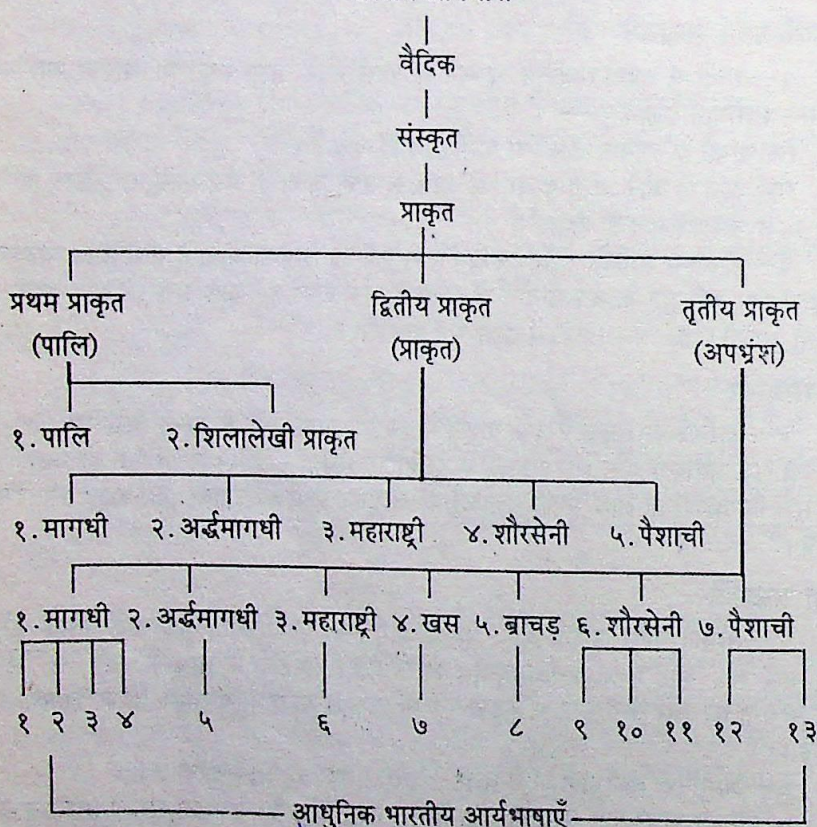 वैदिक
संस्कृत
प्राकृत
प्रथम प्राकृत द्वितीय प्राकृत तृतीय प्राकृत
(पालि) (प्राकृत) (अपभ्रंश)
१. पालि २. शिलालेखी प्राकृत
१. मागधी २. अर्द्धमागधी ३. महाराष्ट्री ४. शौरसेनी ५. पैशाची
१. मागधी २. अर्द्धमागधी ३. महाराष्ट्री ४. खस ५. ब्राचड़ ६. शौरसेनी ७. पैशाची
१ २ ३ ४ ५ ६ ७ ८ ९ १० ११ १२ १३
आधुनिक भारतीय आर्यभाषाएँ